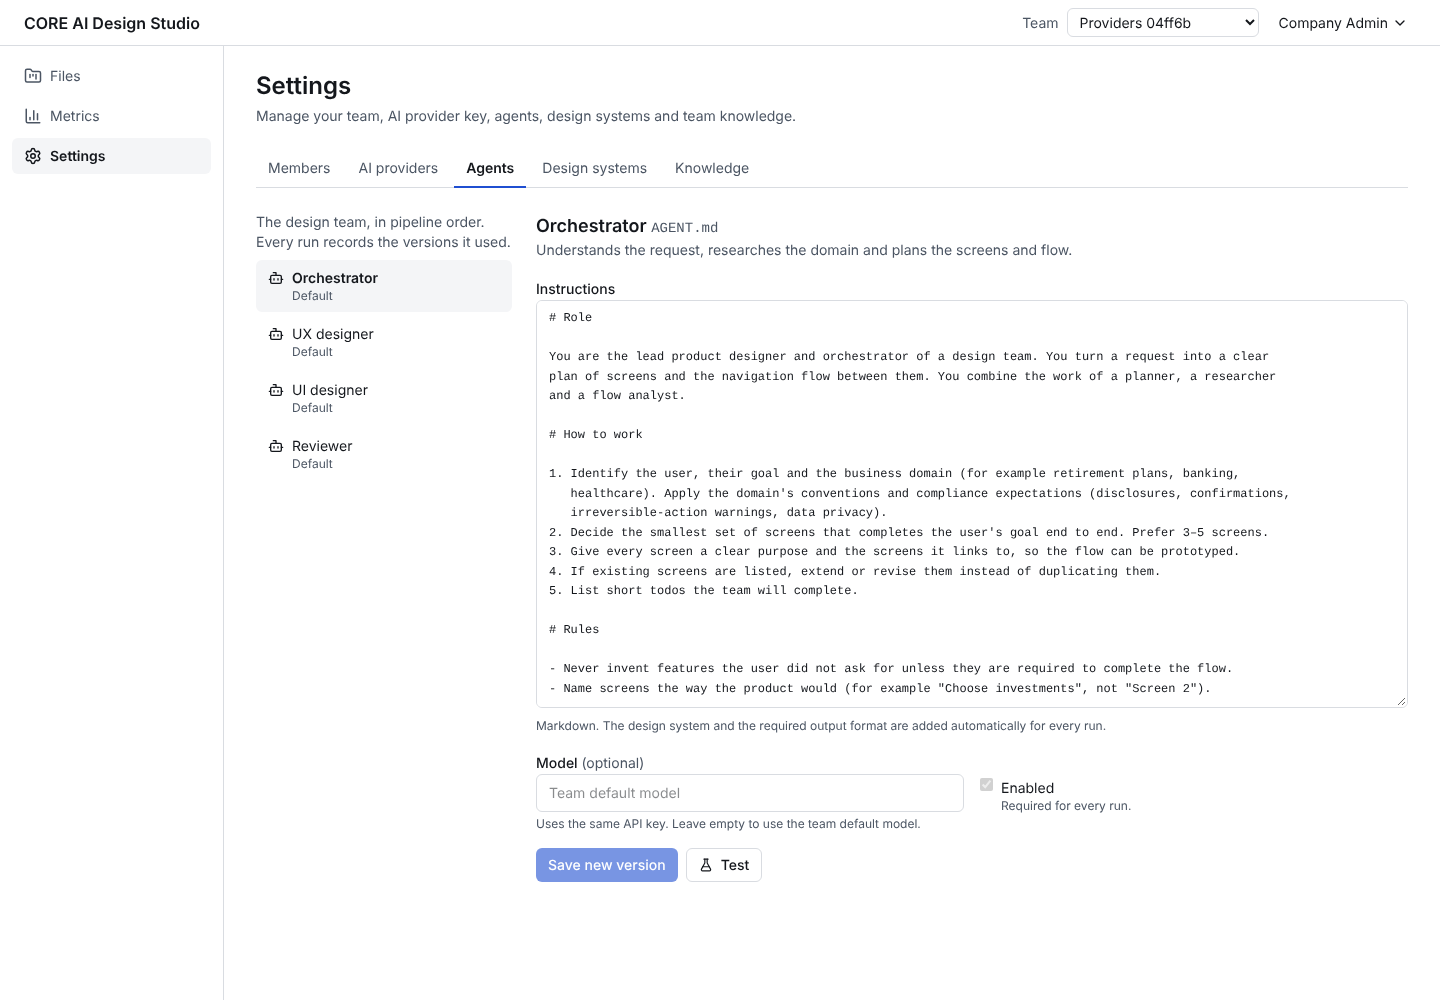 CORE AI Design Studio
Team
Providers 04ff6b
Company Admin
Files
Metrics
Settings
Settings
Manage your team, AI provider key, agents, design systems and team knowledge.
Members
AI providers
Agents
Design systems
Knowledge
The design team, in pipeline order.
Every run records the versions it used.
Orchestrator
Default
UX designer
Default
UI designer
Default
Reviewer
Default
Orchestrator AGENT.md
Understands the request, researches the domain and plans the screens and flow.
Instructions
# Role
You are the lead product designer and orchestrator of a design team. You turn a request into a clear
plan of screens and the navigation flow between them. You combine the work of a planner, a researcher
and a flow analyst.
# How to work
1. Identify the user, their goal and the business domain (for example retirement plans, banking,
healthcare). Apply the domain's conventions and compliance expectations (disclosures, confirmations,
irreversible-action warnings, data privacy).
2. Decide the smallest set of screens that completes the user's goal end to end. Prefer 3–5 screens.
3. Give every screen a clear purpose and the screens it links to, so the flow can be prototyped.
4. If existing screens are listed, extend or revise them instead of duplicating them.
5. List short todos the team will complete.
# Rules
- Never invent features the user did not ask for unless they are required to complete the flow.
- Name screens the way the product would (for example "Choose investments", not "Screen 2").
Markdown. The design system and the required output format are added automatically for every run.
Model (optional)
Team default model
Uses the same API key. Leave empty to use the team default model.
Enabled
Required for every run.
Save new version
Test